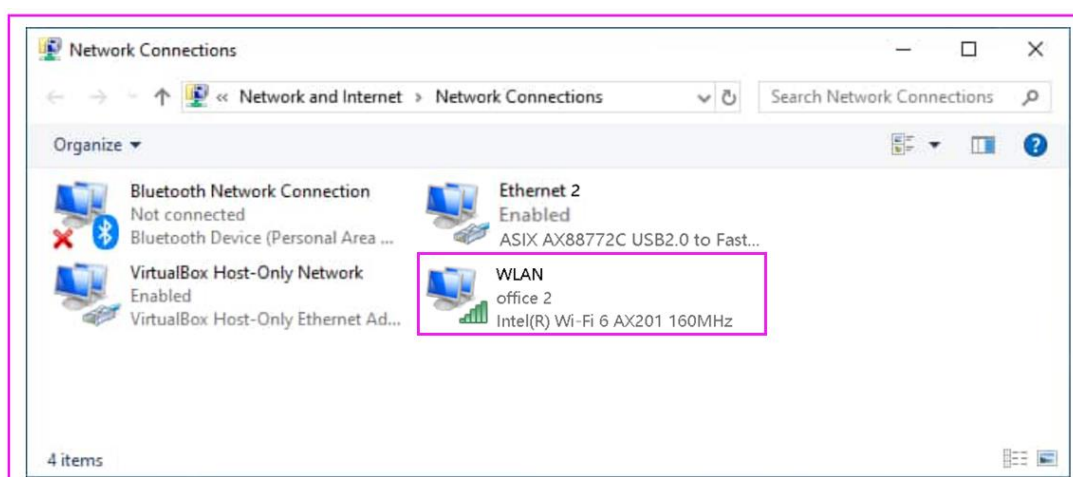 Network Connections
« Network and Internet > Network Connections
Search Network Connections
Organize
Bluetooth Network Connection
Not connected
Bluetooth Device (Personal Area ...
Ethernet 2
Enabled
ASIX AX88772C USB2.0 to Fast...
VirtualBox Host-Only Network
Enabled
VirtualBox Host-Only Ethernet Ad...
WLAN
office 2
Intel(R) Wi-Fi 6 AX201 160MHz
4 items